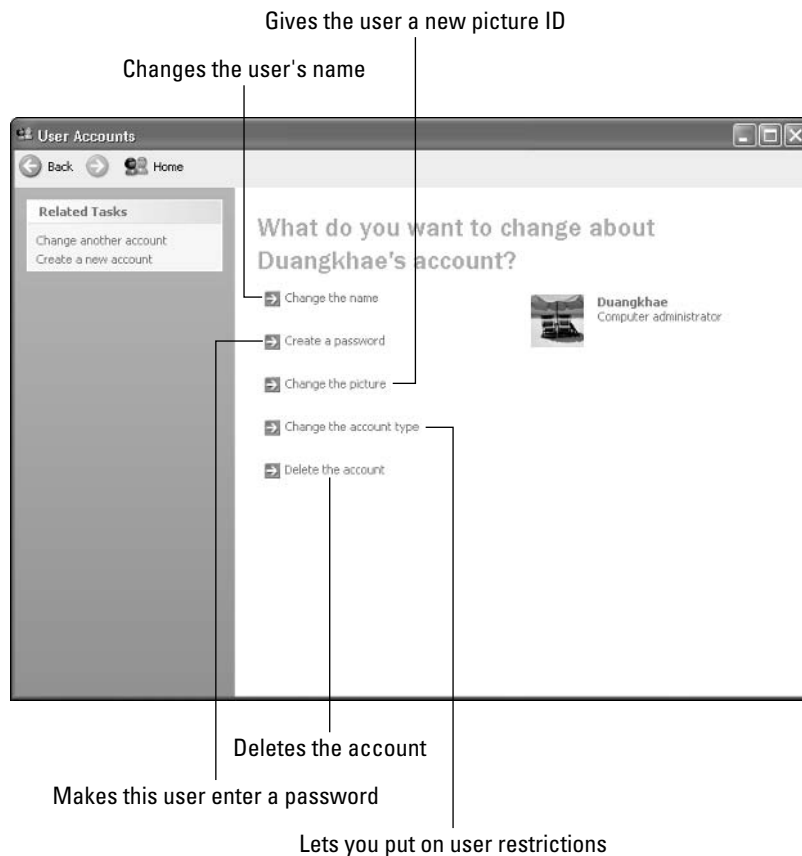 Gives the user a new picture ID
Changes the user's name
User Accounts
Back Home
Related Tasks
Change another account
Create a new account
What do you want to change about
Duangkhae's account?
Change the name
Duangkhae
Computer administrator
Create a password
Change the picture
Change the account type
Delete the account
Deletes the account
Makes this user enter a password
Lets you put on user restrictions